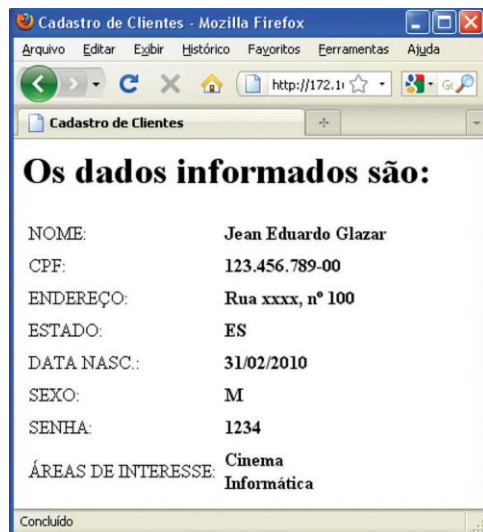 Cadastro de Clientes - Mozilla Firefox
Arquivo Editar Exibir Histórico Favoritos Ferramentas Ajuda
http://172.1
Cadastro de Clientes
Os dados informados são:
NOME: Jean Eduardo Glazar
CPF: 123.456.789-00
ENDEREÇO: Rua xxxx, nº 100
ESTADO: ES
DATA NASC.: 31/02/2010
SEXO: M
SENHA: 1234
ÁREAS DE INTERESSE: Cinema
Informática
Concluído